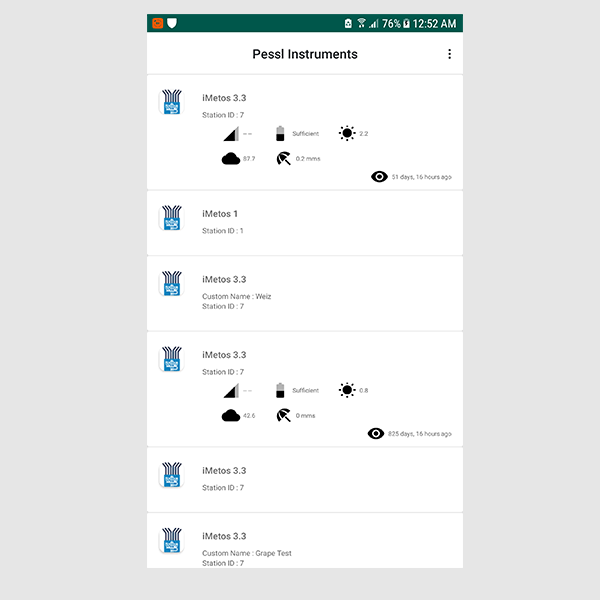 76% 12:52 AM
Pessl Instruments
iMetos 3.3
Station ID : 7
-- Sufficient 2.2
57.7 0.2 mms
51 days, 16 hours ago
iMetos 1
Station ID : 1
iMetos 3.3
Custom Name : Weiz
Station ID : 7
iMetos 3.3
Station ID : 7
-- Sufficient 0.8
42.6 0 mms
825 days, 16 hours ago
iMetos 3.3
Station ID : 7
iMetos 3.3
Custom Name : Grape Test
Station ID : 7